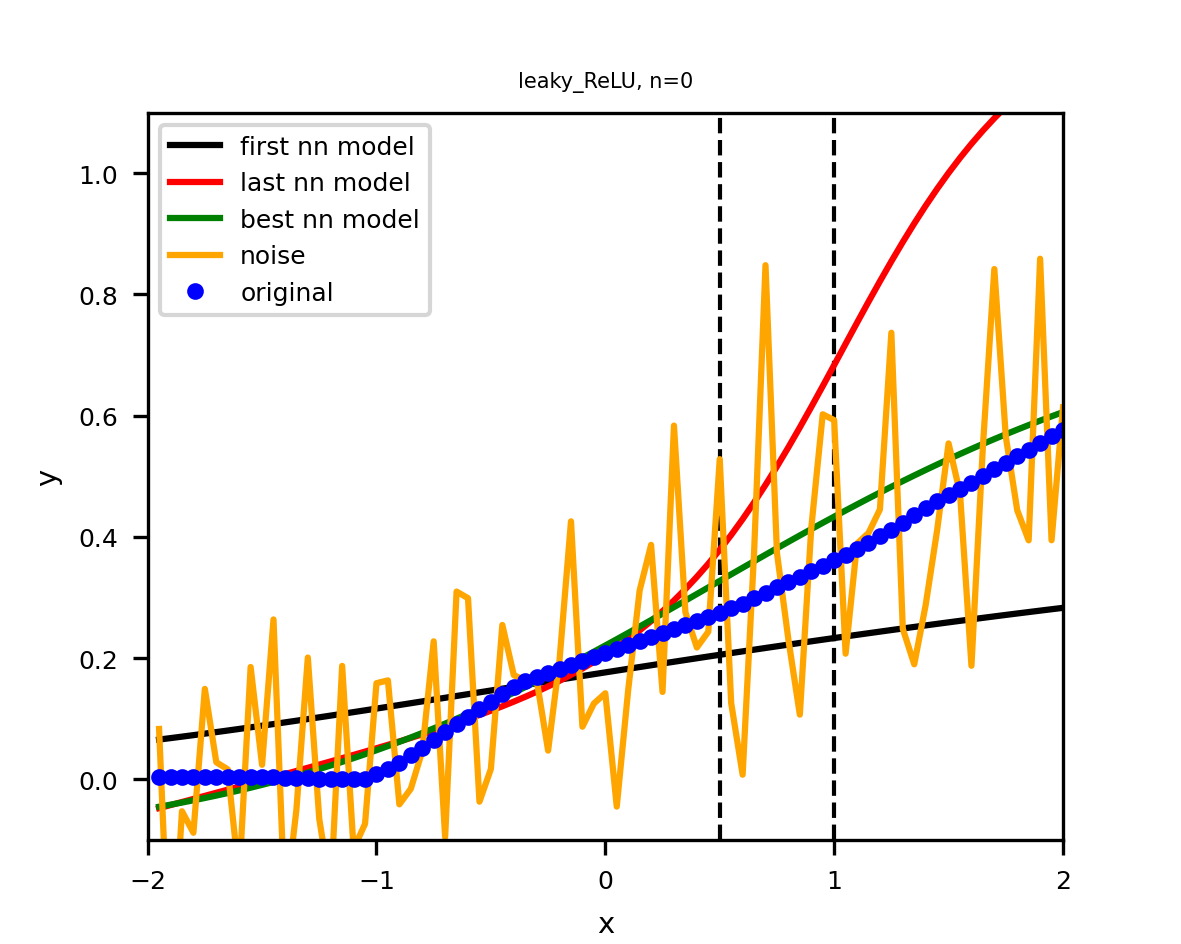 leaky_ReLU, n=0
first nn model
last nn model
best nn model
noise
original
1.0
0.8
0.6
0.4
0.2
0.0
y
−2 −1 0 1 2
x